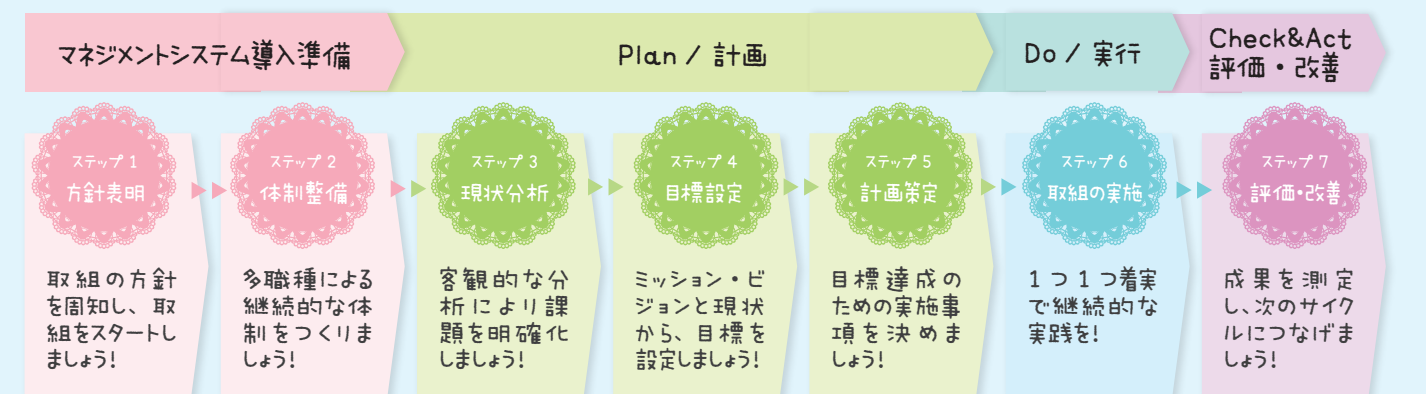 マネジメントシステム導入準備
Plan / 計画
Do / 実行
Check&Act
評価・改善
ステップ 1
方針表明
取組の方針
を周知し、取
組をスタートし
ましょう!
ステップ 2
体制整備
多職種による
継続的な体
制をつくりま
しょう!
ステップ 3
現状分析
客観的な分
析により課
題を明確化
しましょう!
ステップ 4
目標設定
ミッション・ビ
ジョンと現状
から、目標を
設定しましょう!
ステップ 5
計画策定
目標達成の
ための実施事
項を決めま
しょう!
ステップ 6
取組の実施
1つ1つ着実
で継続的な
実践を!
ステップ 7
評価・改善
成果を測定
し、次のサイク
ルにつなげま
しょう!